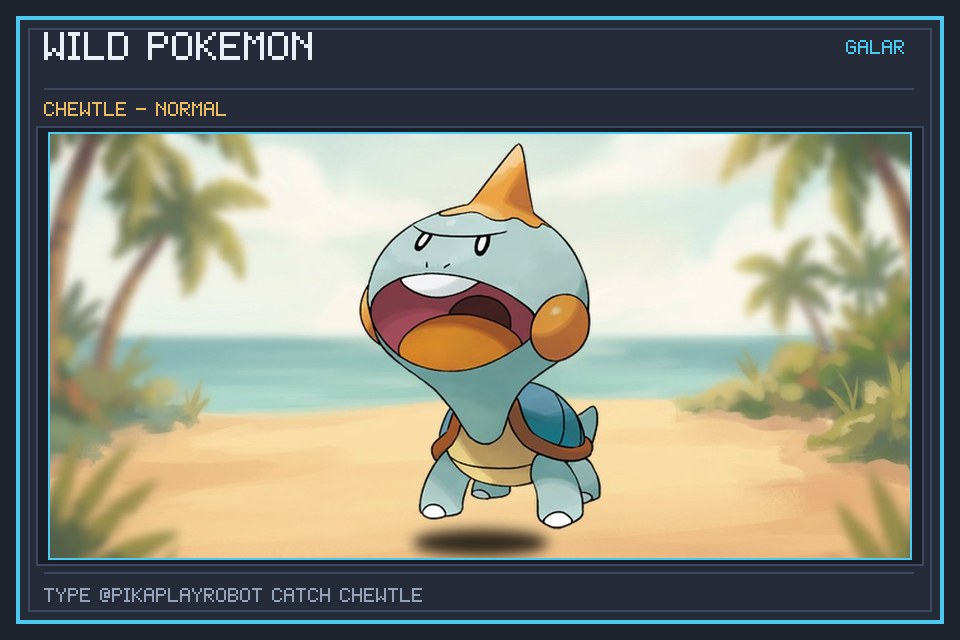 WILD POKEMON
GALAR
CHEWTLE - NORMAL
TYPE @PIKAPLAYROBOT CATCH CHEWTLE